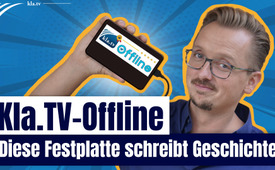 kla.tv
kla.tv
Offline
Kla.TV-Offline
Diese Festplatte schreibt Geschichte